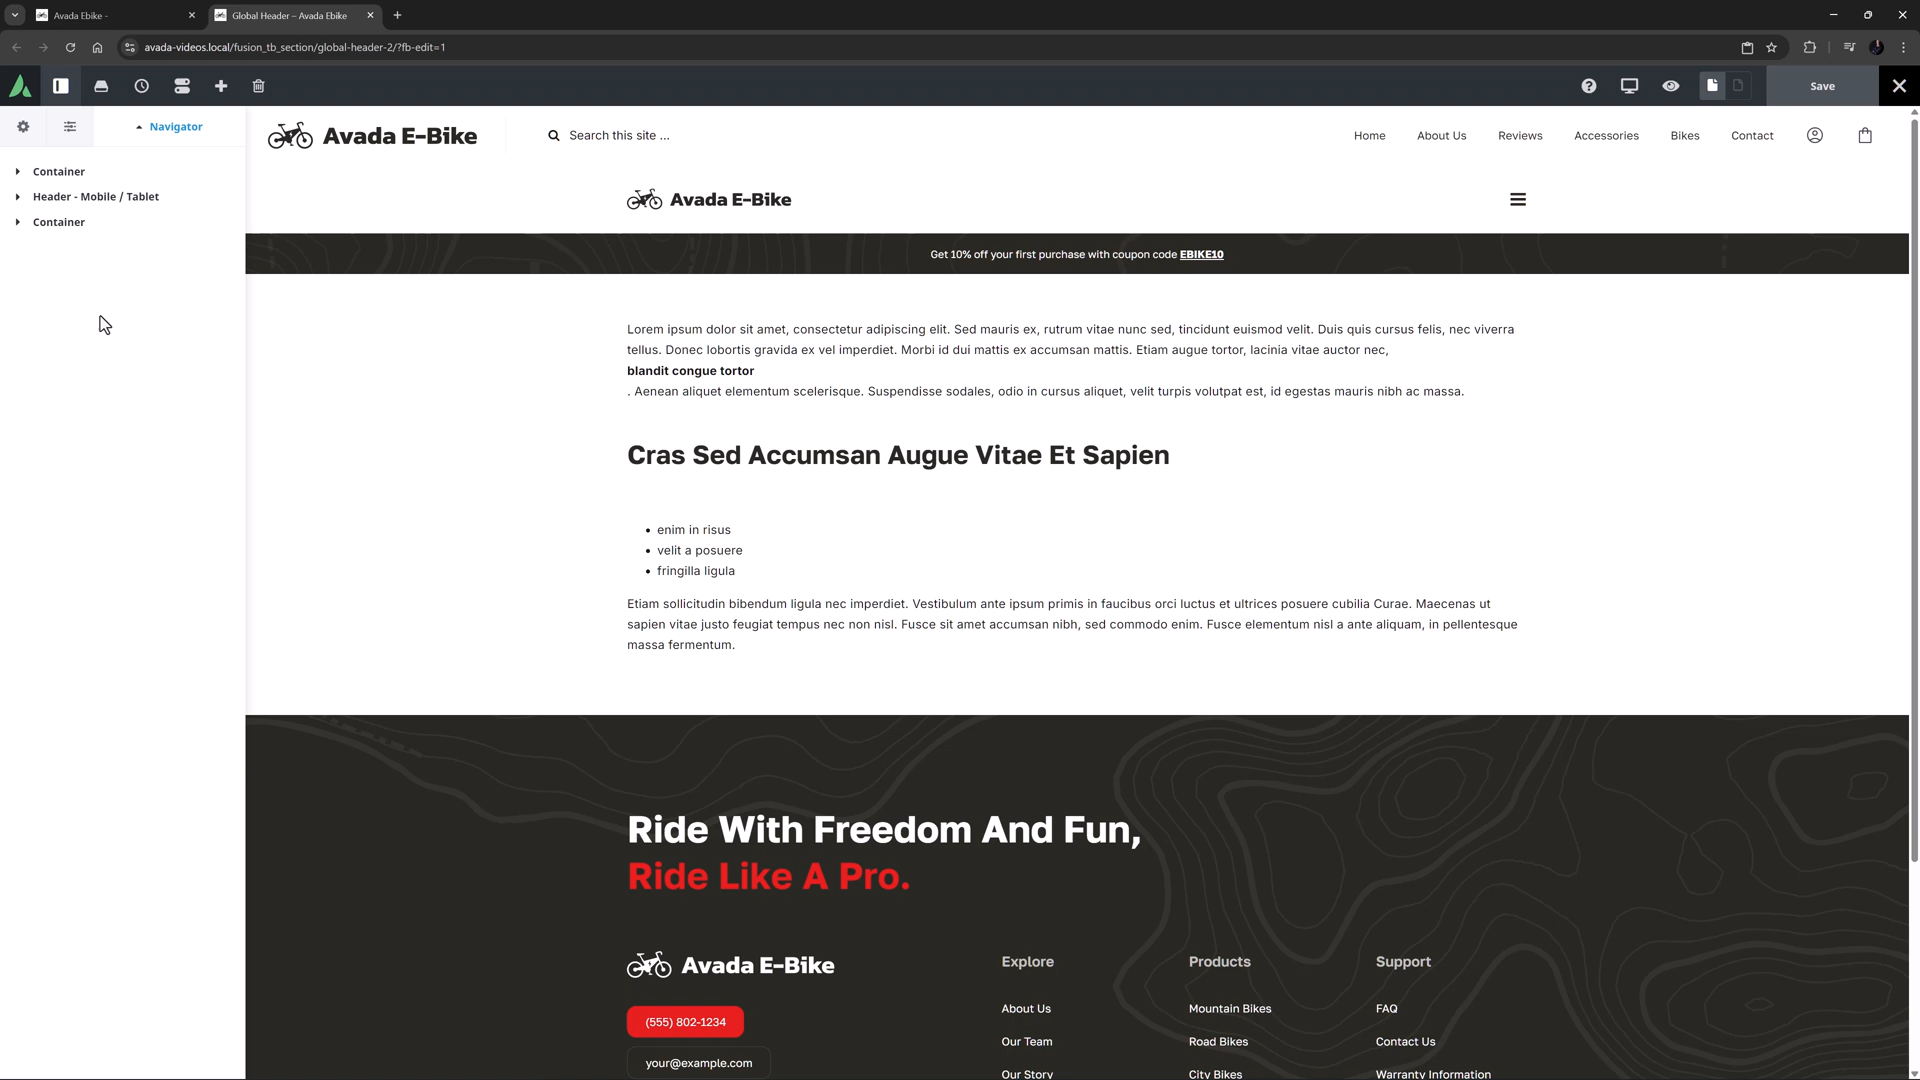 Avada Ebike -
Global Header – Avada Ebike
avada-videos.local/fusion_tb_section/global-header-2/?fb-edit=1
Save
Navigator
Container
Header - Mobile / Tablet
Container
Avada E-Bike
Search this site ...
Home
About Us
Reviews
Accessories
Bikes
Contact
Avada E-Bike
Get 10% off your first purchase with coupon code EBIKE10
Lorem ipsum dolor sit amet, consectetur adipiscing elit. Sed mauris ex, rutrum vitae nunc sed, tincidunt euismod velit. Duis quis cursus felis, nec viverra
tellus. Donec lobortis gravida ex vel imperdiet. Morbi id dui mattis ex accumsan mattis. Etiam augue tortor, lacinia vitae auctor nec,
blandit congue tortor
. Aenean aliquet elementum scelerisque. Suspendisse sodales, odio in cursus aliquet, velit turpis volutpat est, id egestas mauris nibh ac massa.
Cras Sed Accumsan Augue Vitae Et Sapien
• enim in risus
• velit a posuere
• fringilla ligula
Etiam sollicitudin bibendum ligula nec imperdiet. Vestibulum ante ipsum primis in faucibus orci luctus et ultrices posuere cubilia Curae. Maecenas ut
sapien vitae justo feugiat tempus nec non nisl. Fusce sit amet accumsan nibh, sed commodo enim. Fusce elementum nisl a ante aliquam, in pellentesque
massa fermentum.
Ride With Freedom And Fun,
Ride Like A Pro.
Avada E-Bike
(555) 802-1234
your@example.com
Explore
About Us
Our Team
Our Story
Products
Mountain Bikes
Road Bikes
City Bikes
Support
FAQ
Contact Us
Warranty Information